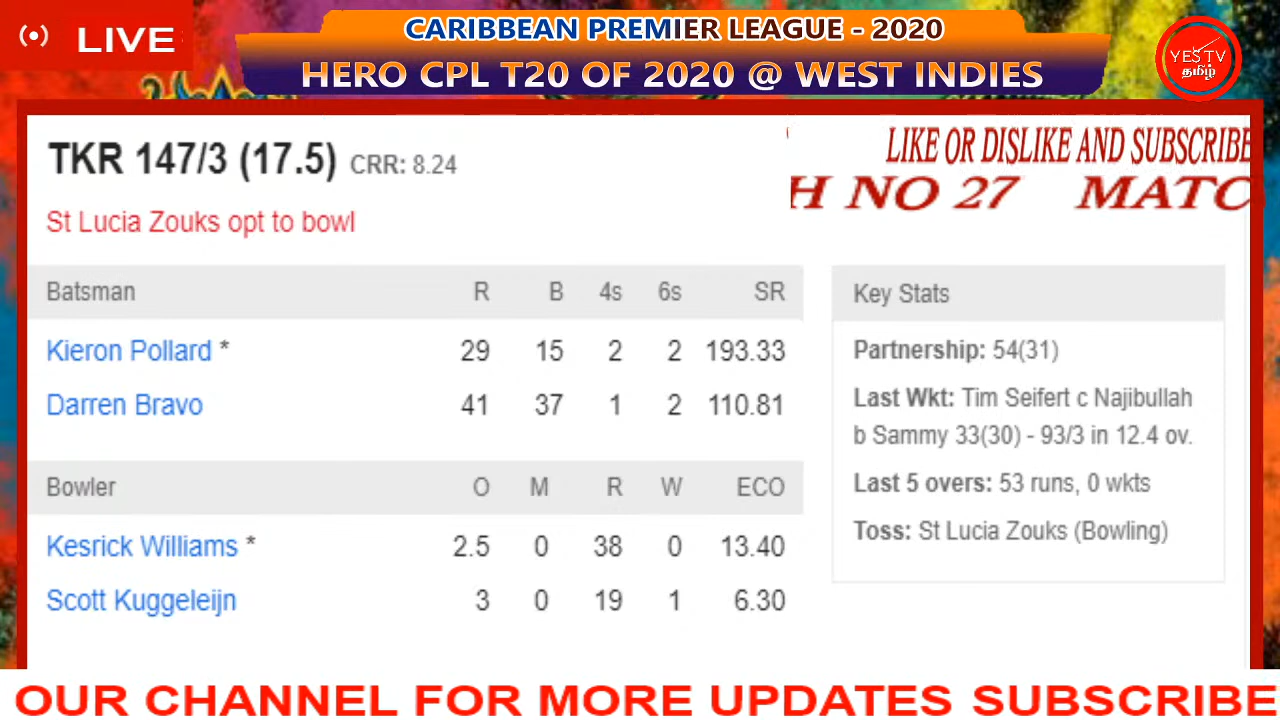 LIVE
CARIBBEAN PREMIER LEAGUE - 2020
HERO CPL T20 OF 2020 @ WEST INDIES
YES TV
தமிழ்
TKR 147/3 (17.5) CRR: 8.24
LIKE OR DISLIKE AND SUBSCRIBE
H NO 27 MATC
St Lucia Zouks opt to bowl
Batsman R B 4s 6s SR
Kieron Pollard * 29 15 2 2 193.33
Darren Bravo 41 37 1 2 110.81
Bowler O M R W ECO
Kesrick Williams * 2.5 0 38 0 13.40
Scott Kuggeleijn 3 0 19 1 6.30
Key Stats
Partnership: 54(31)
Last Wkt: Tim Seifert c Najibullah
b Sammy 33(30) - 93/3 in 12.4 ov.
Last 5 overs: 53 runs, 0 wkts
Toss: St Lucia Zouks (Bowling)
OUR CHANNEL FOR MORE UPDATES SUBSCRIBE